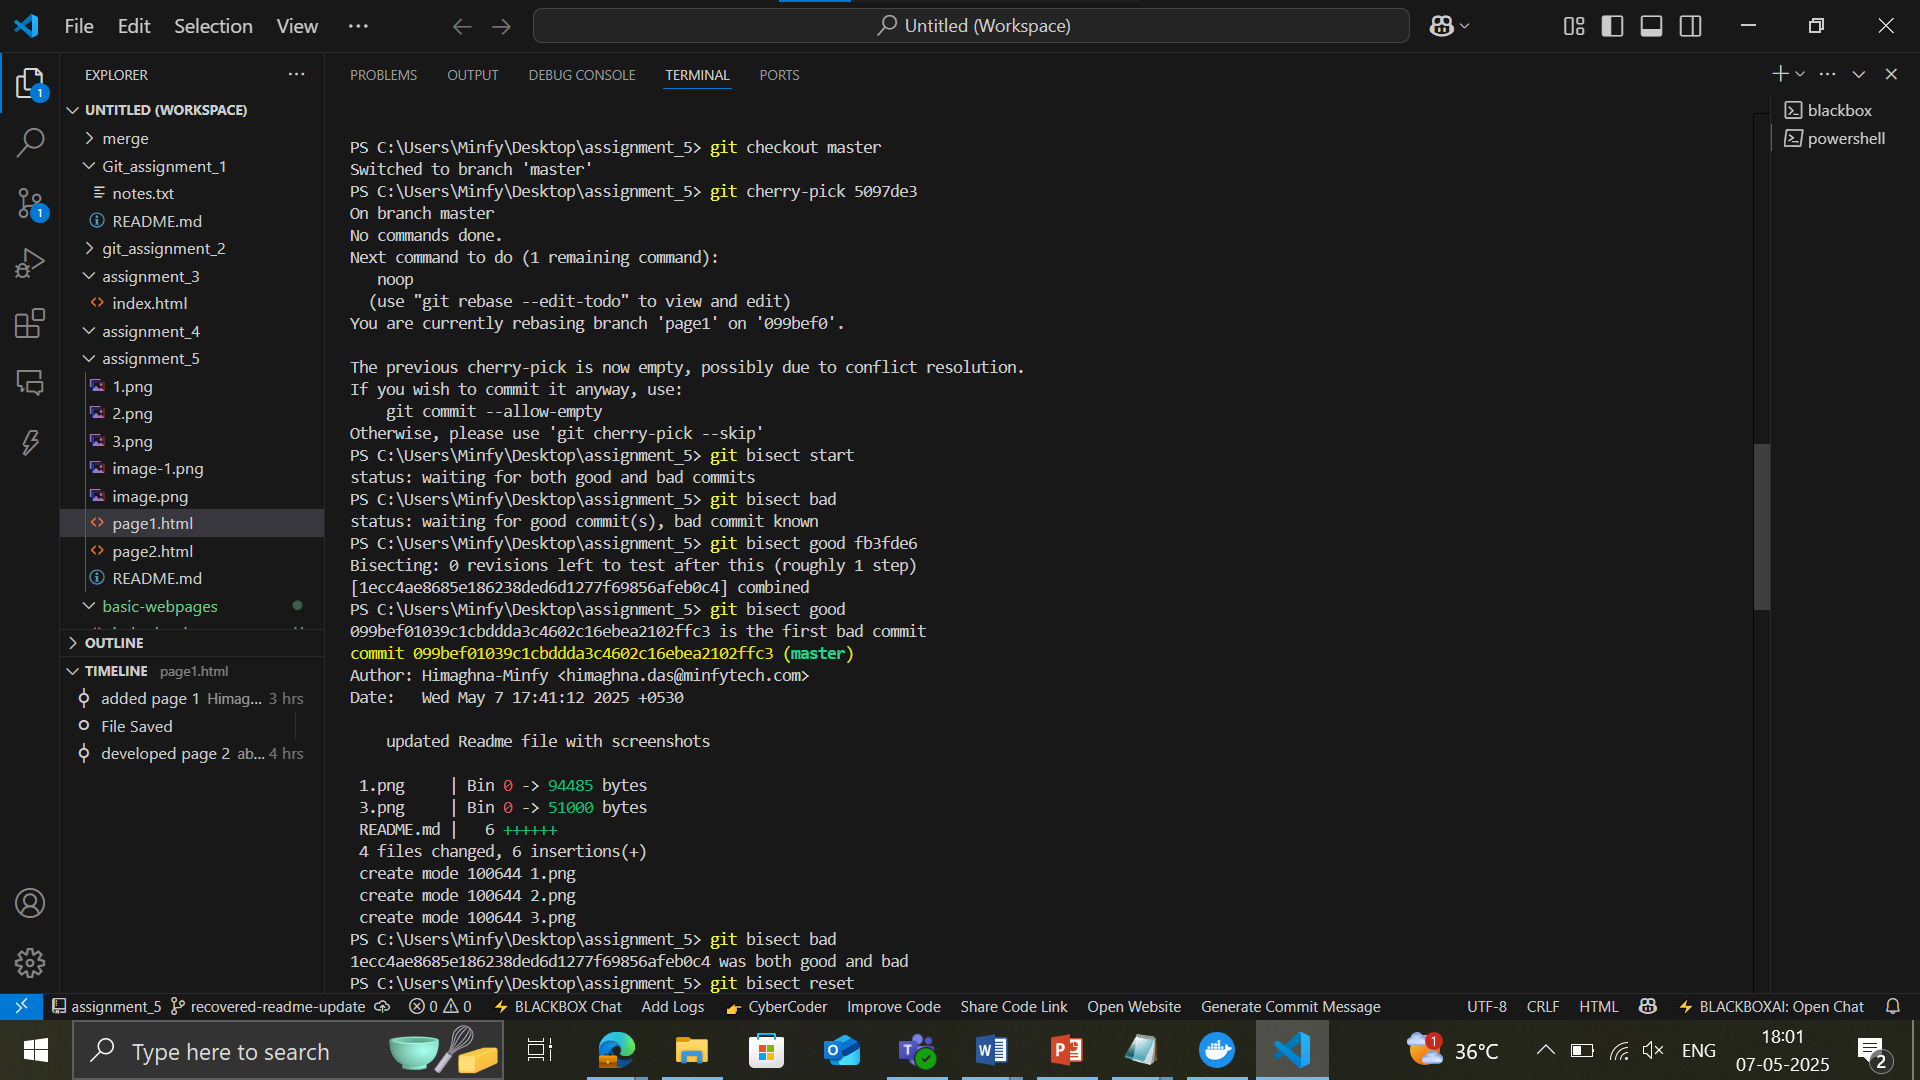 File Edit Selection View
Untitled (Workspace)
EXPLORER
UNTITLED (WORKSPACE)
merge
Git_assignment_1
notes.txt
README.md
git_assignment_2
assignment_3
index.html
assignment_4
assignment_5
1.png
2.png
3.png
image-1.png
image.png
page1.html
page2.html
README.md
basic-webpages
OUTLINE
TIMELINE page1.html
added page 1 Himag... 3 hrs
File Saved
developed page 2 ab... 4 hrs
PROBLEMS OUTPUT DEBUG CONSOLE TERMINAL PORTS
PS C:\Users\Minfy\Desktop\assignment_5> git checkout master
Switched to branch 'master'
PS C:\Users\Minfy\Desktop\assignment_5> git cherry-pick 5097de3
On branch master
No commands done.
Next command to do (1 remaining command):
noop
(use "git rebase --edit-todo" to view and edit)
You are currently rebasing branch 'page1' on '099bef0'.
The previous cherry-pick is now empty, possibly due to conflict resolution.
If you wish to commit it anyway, use:
git commit --allow-empty
Otherwise, please use 'git cherry-pick --skip'
PS C:\Users\Minfy\Desktop\assignment_5> git bisect start
status: waiting for both good and bad commits
PS C:\Users\Minfy\Desktop\assignment_5> git bisect bad
status: waiting for good commit(s), bad commit known
PS C:\Users\Minfy\Desktop\assignment_5> git bisect good fb3fde6
Bisecting: 0 revisions left to test after this (roughly 1 step)
[1ecc4ae8685e186238ded6d1277f69856afeb0c4] combined
PS C:\Users\Minfy\Desktop\assignment_5> git bisect good
099bef01039c1cbddda3c4602c16ebea2102ffc3 is the first bad commit
commit 099bef01039c1cbddda3c4602c16ebea2102ffc3 (master)
Author: Himaghna-Minfy <himaghna.das@minfytech.com>
Date: Wed May 7 17:41:12 2025 +0530
updated Readme file with screenshots
1.png | Bin 0 -> 94485 bytes
3.png | Bin 0 -> 51000 bytes
README.md | 6 ++++++
4 files changed, 6 insertions(+)
create mode 100644 1.png
create mode 100644 2.png
create mode 100644 3.png
PS C:\Users\Minfy\Desktop\assignment_5> git bisect bad
1ecc4ae8685e186238ded6d1277f69856afeb0c4 was both good and bad
PS C:\Users\Minfy\Desktop\assignment_5> git bisect reset
blackbox
powershell
assignment_5 recovered-readme-update 0 0 BLACKBOX Chat Add Logs CyberCoder Improve Code Share Code Link Open Website Generate Commit Message UTF-8 CRLF HTML BLACKBOXAI: Open Chat
Type here to search
1 36°C ENG
18:01
07-05-2025
2